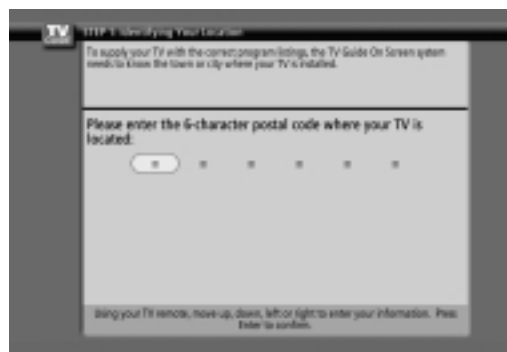 TV
GUIDE
STEP 1: Identifying Your Location
To supply your TV with the correct program listings, the TV Guide On Screen system
needs to know the town or city where your TV is installed.
Please enter the 6-character postal code where your TV is
located:
Using your TV remote, move up, down, left or right to enter your information. Press
Enter to confirm.